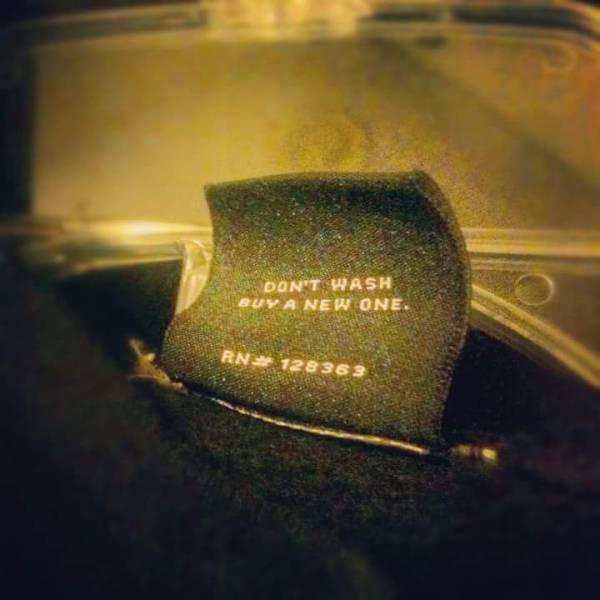 DON'T WASH
BUY A NEW ONE.
RN# 128363